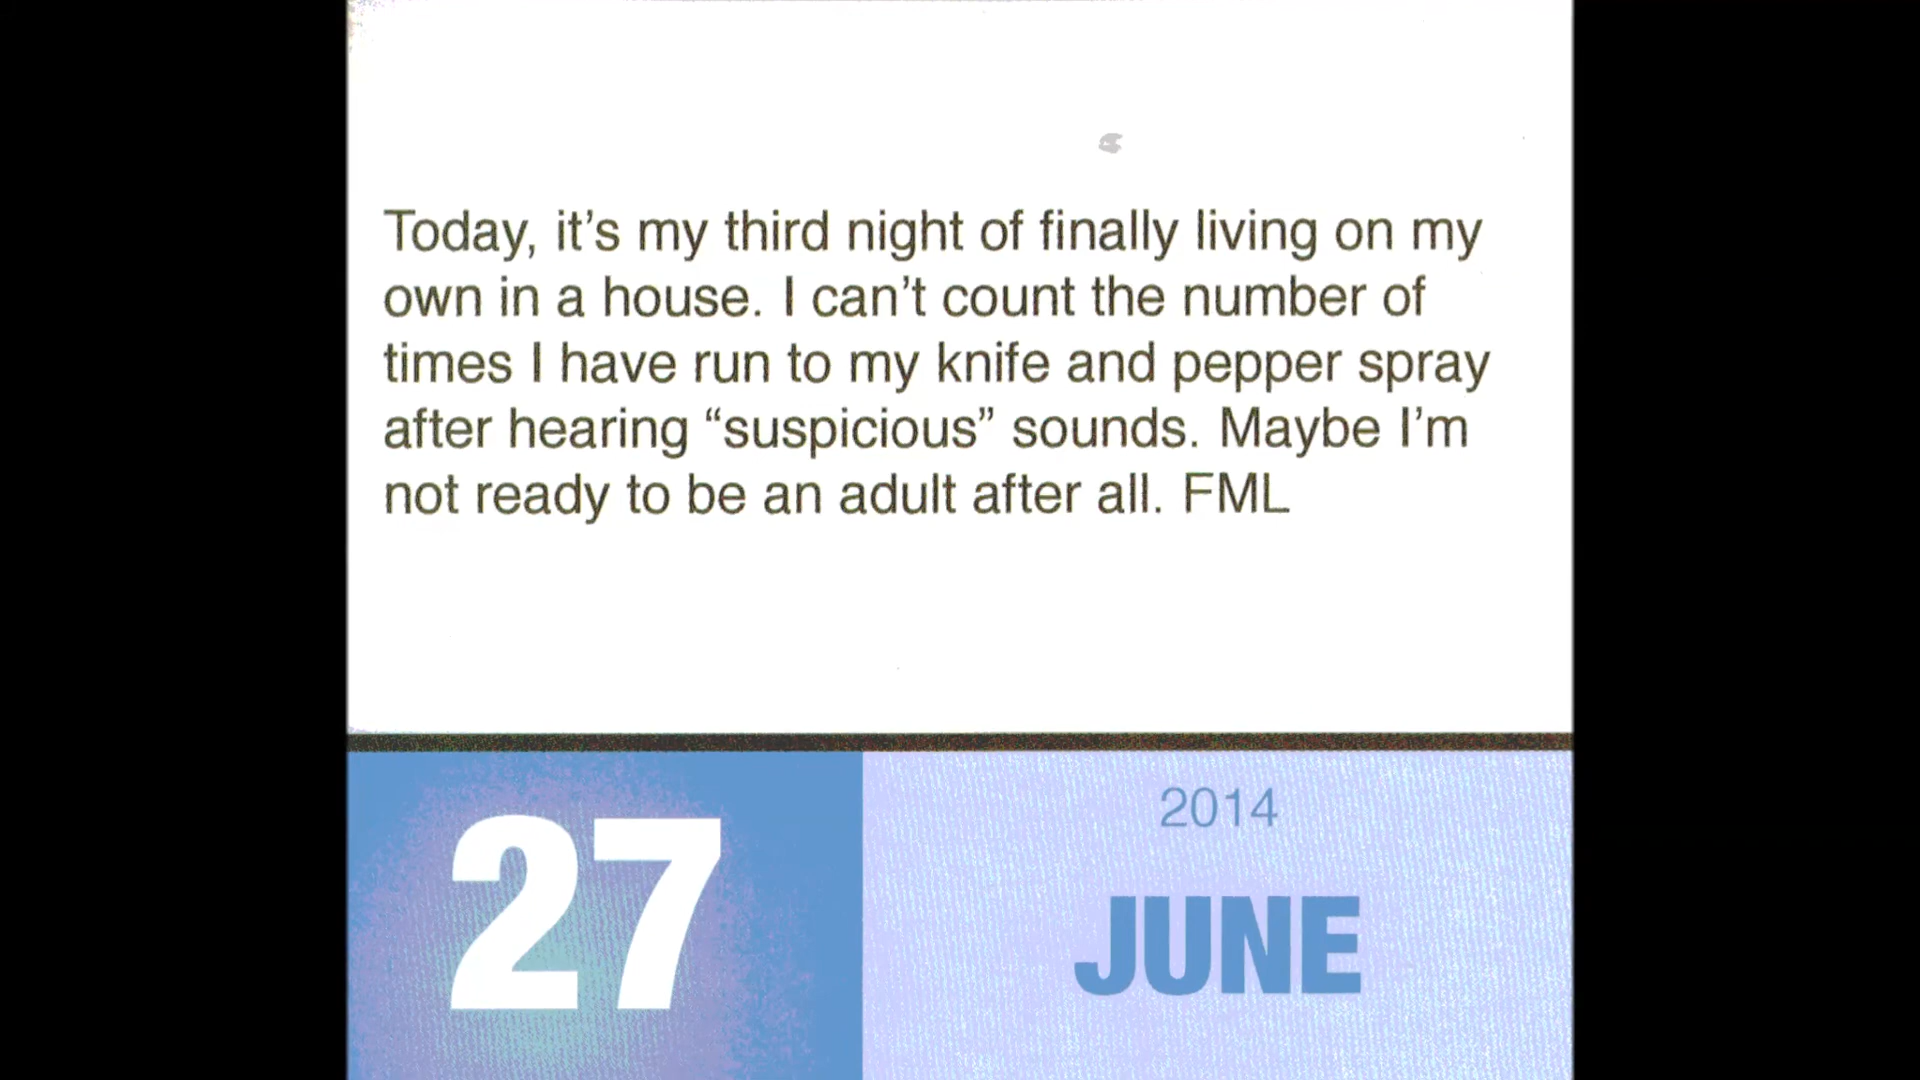 Today, it’s my third night of finally living on my
own in a house. I can’t count the number of
times I have run to my knife and pepper spray
after hearing “suspicious” sounds. Maybe I’m
not ready to be an adult after all. FML
27
2014
JUNE